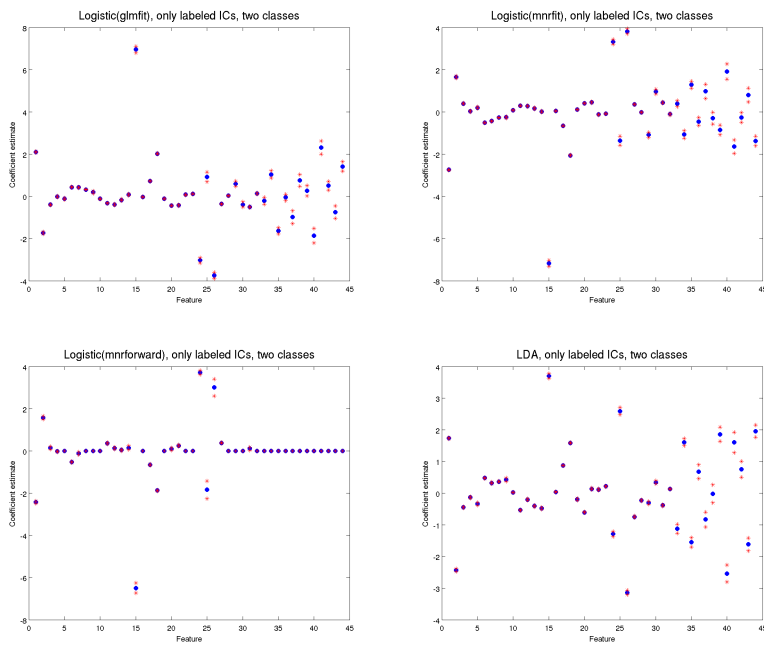 Logistic(glmfit), only labeled ICs, two classes
8
6
4
2
0
-2
-4
Coefficient estimate
0 5 10 15 20 25 30 35 40 45
Feature
Logistic(mnrfit), only labeled ICs, two classes
4
2
0
-2
-4
-6
-8
Coefficient estimate
0 5 10 15 20 25 30 35 40 45
Feature
Logistic(mnrforward), only labeled ICs, two classes
4
2
0
-2
-4
-6
-8
Coefficient estimate
0 5 10 15 20 25 30 35 40 45
Feature
LDA, only labeled ICs, two classes
4
3
2
1
0
-1
-2
-3
-4
Coefficient estimate
0 5 10 15 20 25 30 35 40 45
Feature